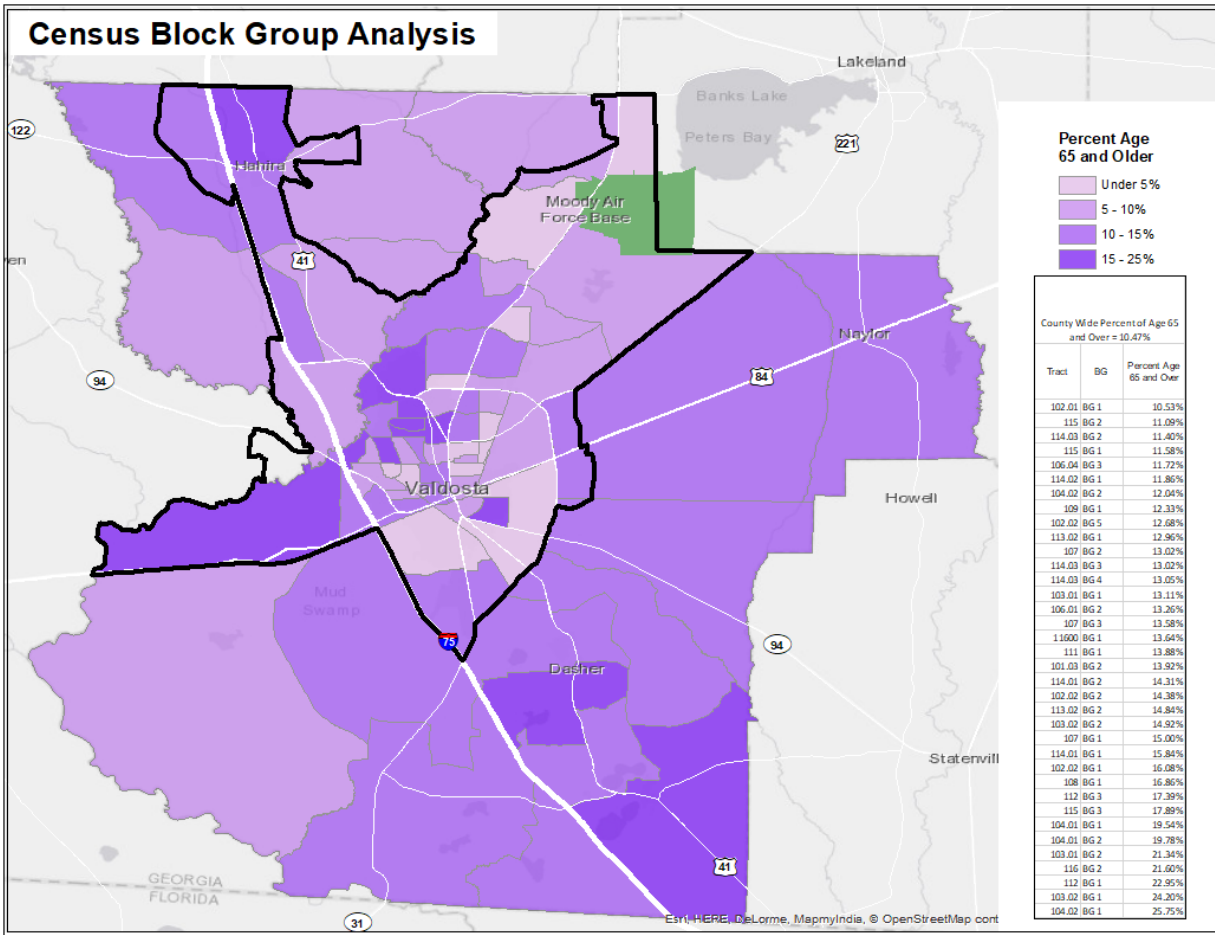 Census Block Group Analysis
Lakeland
Banks Lake
122
Peters Bay
221
Hahira
Moody Air
Force Base
41
Naylor
94
84
Valdosta
Howell
Mud
Swamp
75
94
Dasher
Statenvill
41
GEORGIA
FLORIDA
31
Esri, HERE, DeLorme, MapmyIndia, © OpenStreetMap cont
Percent Age
65 and Older
Under 5%
5 - 10%
10 - 15%
15 - 25%
County Wide Percent of Age 65
and Over = 10.47%
Tract BG Percent Age
65 and Over
102.01 BG 1 10.53%
115 BG 2 11.09%
114.03 BG 2 11.40%
115 BG 1 11.58%
106.04 BG 3 11.72%
114.02 BG 1 11.86%
104.02 BG 2 12.04%
109 BG 1 12.33%
102.02 BG 5 12.68%
113.02 BG 1 12.96%
107 BG 2 13.02%
114.03 BG 3 13.02%
114.03 BG 4 13.05%
103.01 BG 1 13.11%
106.01 BG 2 13.26%
107 BG 3 13.58%
11600 BG 1 13.64%
111 BG 1 13.88%
101.03 BG 2 13.92%
114.01 BG 2 14.31%
102.02 BG 2 14.38%
113.02 BG 2 14.84%
103.02 BG 2 14.92%
107 BG 1 15.00%
114.01 BG 1 15.84%
102.02 BG 1 16.08%
108 BG 1 16.86%
112 BG 3 17.39%
115 BG 3 17.89%
104.01 BG 1 19.54%
104.01 BG 2 19.78%
103.01 BG 2 21.34%
116 BG 2 21.60%
112 BG 1 22.95%
103.02 BG 1 24.20%
104.02 BG 1 25.75%